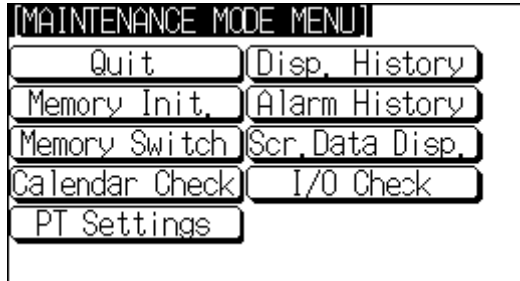 [MAINTENANCE MODE MENU]
Quit
Disp. History
Memory Init.
Alarm History
Memory Switch
Scr.Data Disp.
Calendar Check
I/O Check
PT Settings